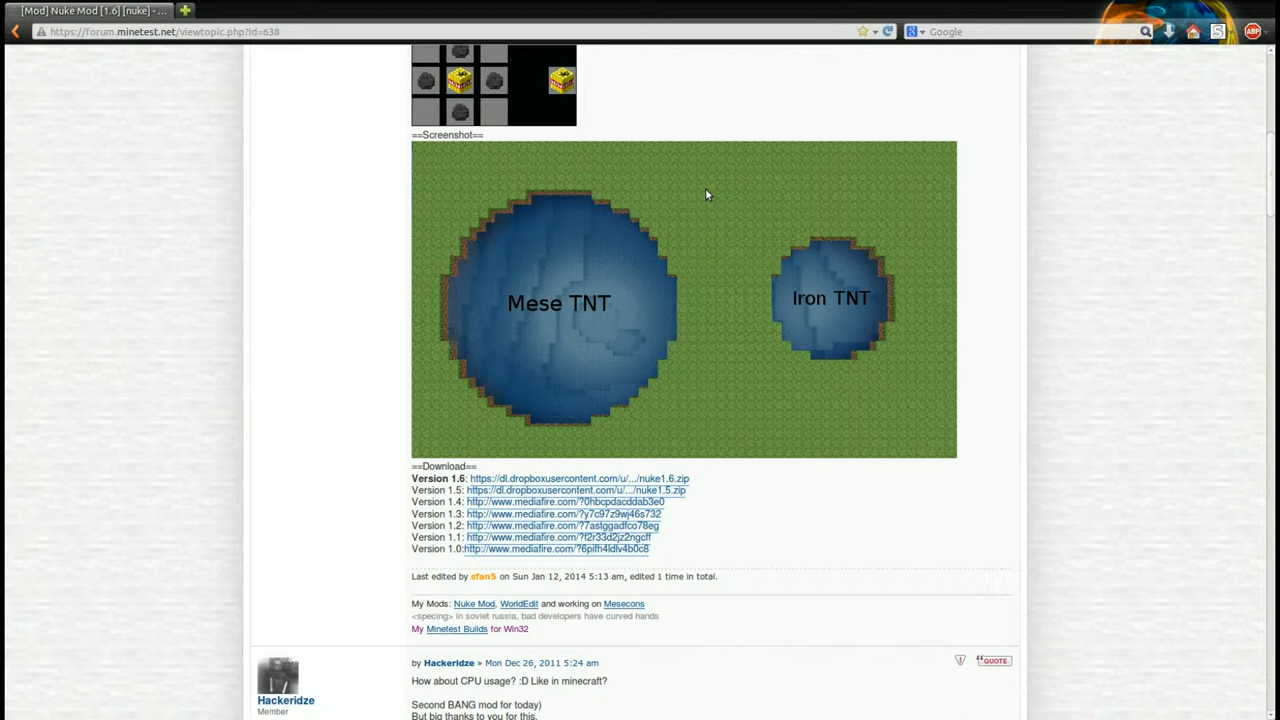 [Mod] Nuke Mod [1.6] [nuke] - ...
https://forum.minetest.net/viewtopic.php?id=638
Google
ABP
==Screenshot==
Mese TNT
Iron TNT
==Download==
Version 1.6: https://dl.dropboxusercontent.com/u/.../nuke1.6.zip
Version 1.5: https://dl.dropboxusercontent.com/u/.../nuke1.5.zip
Version 1.4: http://www.mediafire.com/?0hbcpdacddab3e0
Version 1.3: http://www.mediafire.com/?y7c97z9wj46s732
Version 1.2: http://www.mediafire.com/?7astggadfco78eg
Version 1.1: http://www.mediafire.com/?f2r33d2jz2ngcff
Version 1.0:http://www.mediafire.com/?6pifh4ldlv4b0c8
Last edited by sfan5 on Sun Jan 12, 2014 5:13 am, edited 1 time in total.
My Mods: Nuke Mod, WorldEdit and working on Mesecons
<specing> in soviet russia, bad developers have curved hands
My Minetest Builds for Win32
by Hackeridze » Mon Dec 26, 2011 5:24 am
QUOTE
How about CPU usage? :D Like in minecraft?
Hackeridze
Member
Second BANG mod for today)
But big thanks to you for this.